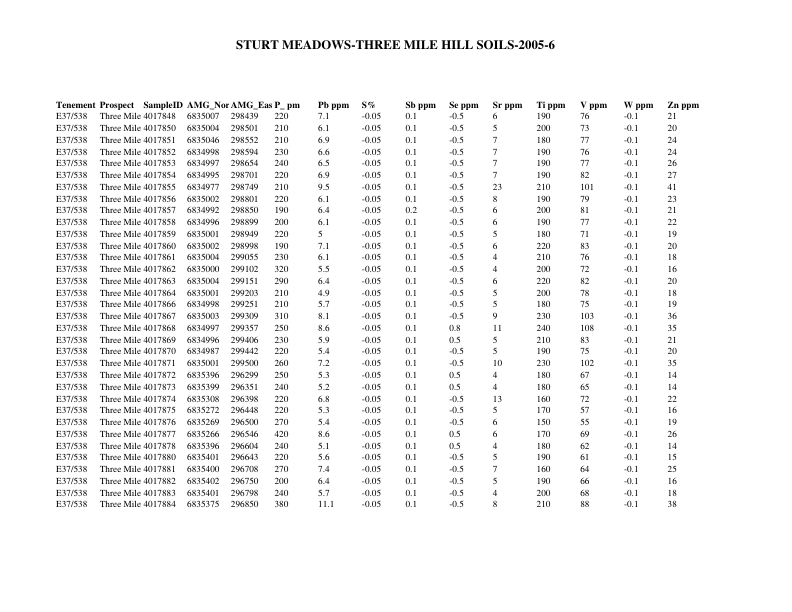 STURT MEADOWS-THREE MILE HILL SOILS-2005-6
Tenement Prospect SampleID AMG_Nor AMG_Eas P_ pm Pb ppm S% Sb ppm Se ppm Sr ppm Ti ppm V ppm W ppm Zn ppm
E37/538 Three Mile 4017848 6835007 298439 220 7.1 -0.05 0.1 -0.5 6 190 76 -0.1 21
E37/538 Three Mile 4017850 6835004 298501 210 6.1 -0.05 0.1 -0.5 5 200 73 -0.1 20
E37/538 Three Mile 4017851 6835046 298552 210 6.9 -0.05 0.1 -0.5 7 180 77 -0.1 24
E37/538 Three Mile 4017852 6834998 298594 230 6.6 -0.05 0.1 -0.5 7 190 76 -0.1 24
E37/538 Three Mile 4017853 6834997 298654 240 6.5 -0.05 0.1 -0.5 7 190 77 -0.1 26
E37/538 Three Mile 4017854 6834995 298701 220 6.9 -0.05 0.1 -0.5 7 190 82 -0.1 27
E37/538 Three Mile 4017855 6834977 298749 210 9.5 -0.05 0.1 -0.5 23 210 101 -0.1 41
E37/538 Three Mile 4017856 6835002 298801 220 6.1 -0.05 0.1 -0.5 8 190 79 -0.1 23
E37/538 Three Mile 4017857 6834992 298850 190 6.4 -0.05 0.2 -0.5 6 200 81 -0.1 21
E37/538 Three Mile 4017858 6834996 298899 200 6.1 -0.05 0.1 -0.5 6 190 77 -0.1 22
E37/538 Three Mile 4017859 6835001 298949 220 5 -0.05 0.1 -0.5 5 180 71 -0.1 19
E37/538 Three Mile 4017860 6835002 298998 190 7.1 -0.05 0.1 -0.5 6 220 83 -0.1 20
E37/538 Three Mile 4017861 6835004 299055 230 6.1 -0.05 0.1 -0.5 4 210 76 -0.1 18
E37/538 Three Mile 4017862 6835000 299102 320 5.5 -0.05 0.1 -0.5 4 200 72 -0.1 16
E37/538 Three Mile 4017863 6835004 299151 290 6.4 -0.05 0.1 -0.5 6 220 82 -0.1 20
E37/538 Three Mile 4017864 6835001 299203 210 4.9 -0.05 0.1 -0.5 5 200 78 -0.1 18
E37/538 Three Mile 4017866 6834998 299251 210 5.7 -0.05 0.1 -0.5 5 180 75 -0.1 19
E37/538 Three Mile 4017867 6835003 299309 310 8.1 -0.05 0.1 -0.5 9 230 103 -0.1 36
E37/538 Three Mile 4017868 6834997 299357 250 8.6 -0.05 0.1 0.8 11 240 108 -0.1 35
E37/538 Three Mile 4017869 6834996 299406 230 5.9 -0.05 0.1 0.5 5 210 83 -0.1 21
E37/538 Three Mile 4017870 6834987 299442 220 5.4 -0.05 0.1 -0.5 5 190 75 -0.1 20
E37/538 Three Mile 4017871 6835001 299500 260 7.2 -0.05 0.1 -0.5 10 230 102 -0.1 35
E37/538 Three Mile 4017872 6835396 296299 250 5.3 -0.05 0.1 0.5 4 180 67 -0.1 14
E37/538 Three Mile 4017873 6835399 296351 240 5.2 -0.05 0.1 0.5 4 180 65 -0.1 14
E37/538 Three Mile 4017874 6835308 296398 220 6.8 -0.05 0.1 -0.5 13 160 72 -0.1 22
E37/538 Three Mile 4017875 6835272 296448 220 5.3 -0.05 0.1 -0.5 5 170 57 -0.1 16
E37/538 Three Mile 4017876 6835269 296500 270 5.4 -0.05 0.1 -0.5 6 150 55 -0.1 19
E37/538 Three Mile 4017877 6835266 296546 420 8.6 -0.05 0.1 0.5 6 170 69 -0.1 26
E37/538 Three Mile 4017878 6835396 296604 240 5.1 -0.05 0.1 0.5 4 180 62 -0.1 14
E37/538 Three Mile 4017880 6835401 296643 220 5.6 -0.05 0.1 -0.5 5 190 61 -0.1 15
E37/538 Three Mile 4017881 6835400 296708 270 7.4 -0.05 0.1 -0.5 7 160 64 -0.1 25
E37/538 Three Mile 4017882 6835402 296750 200 6.4 -0.05 0.1 -0.5 5 190 66 -0.1 16
E37/538 Three Mile 4017883 6835401 296798 240 5.7 -0.05 0.1 -0.5 4 200 68 -0.1 18
E37/538 Three Mile 4017884 6835375 296850 380 11.1 -0.05 0.1 -0.5 8 210 88 -0.1 38